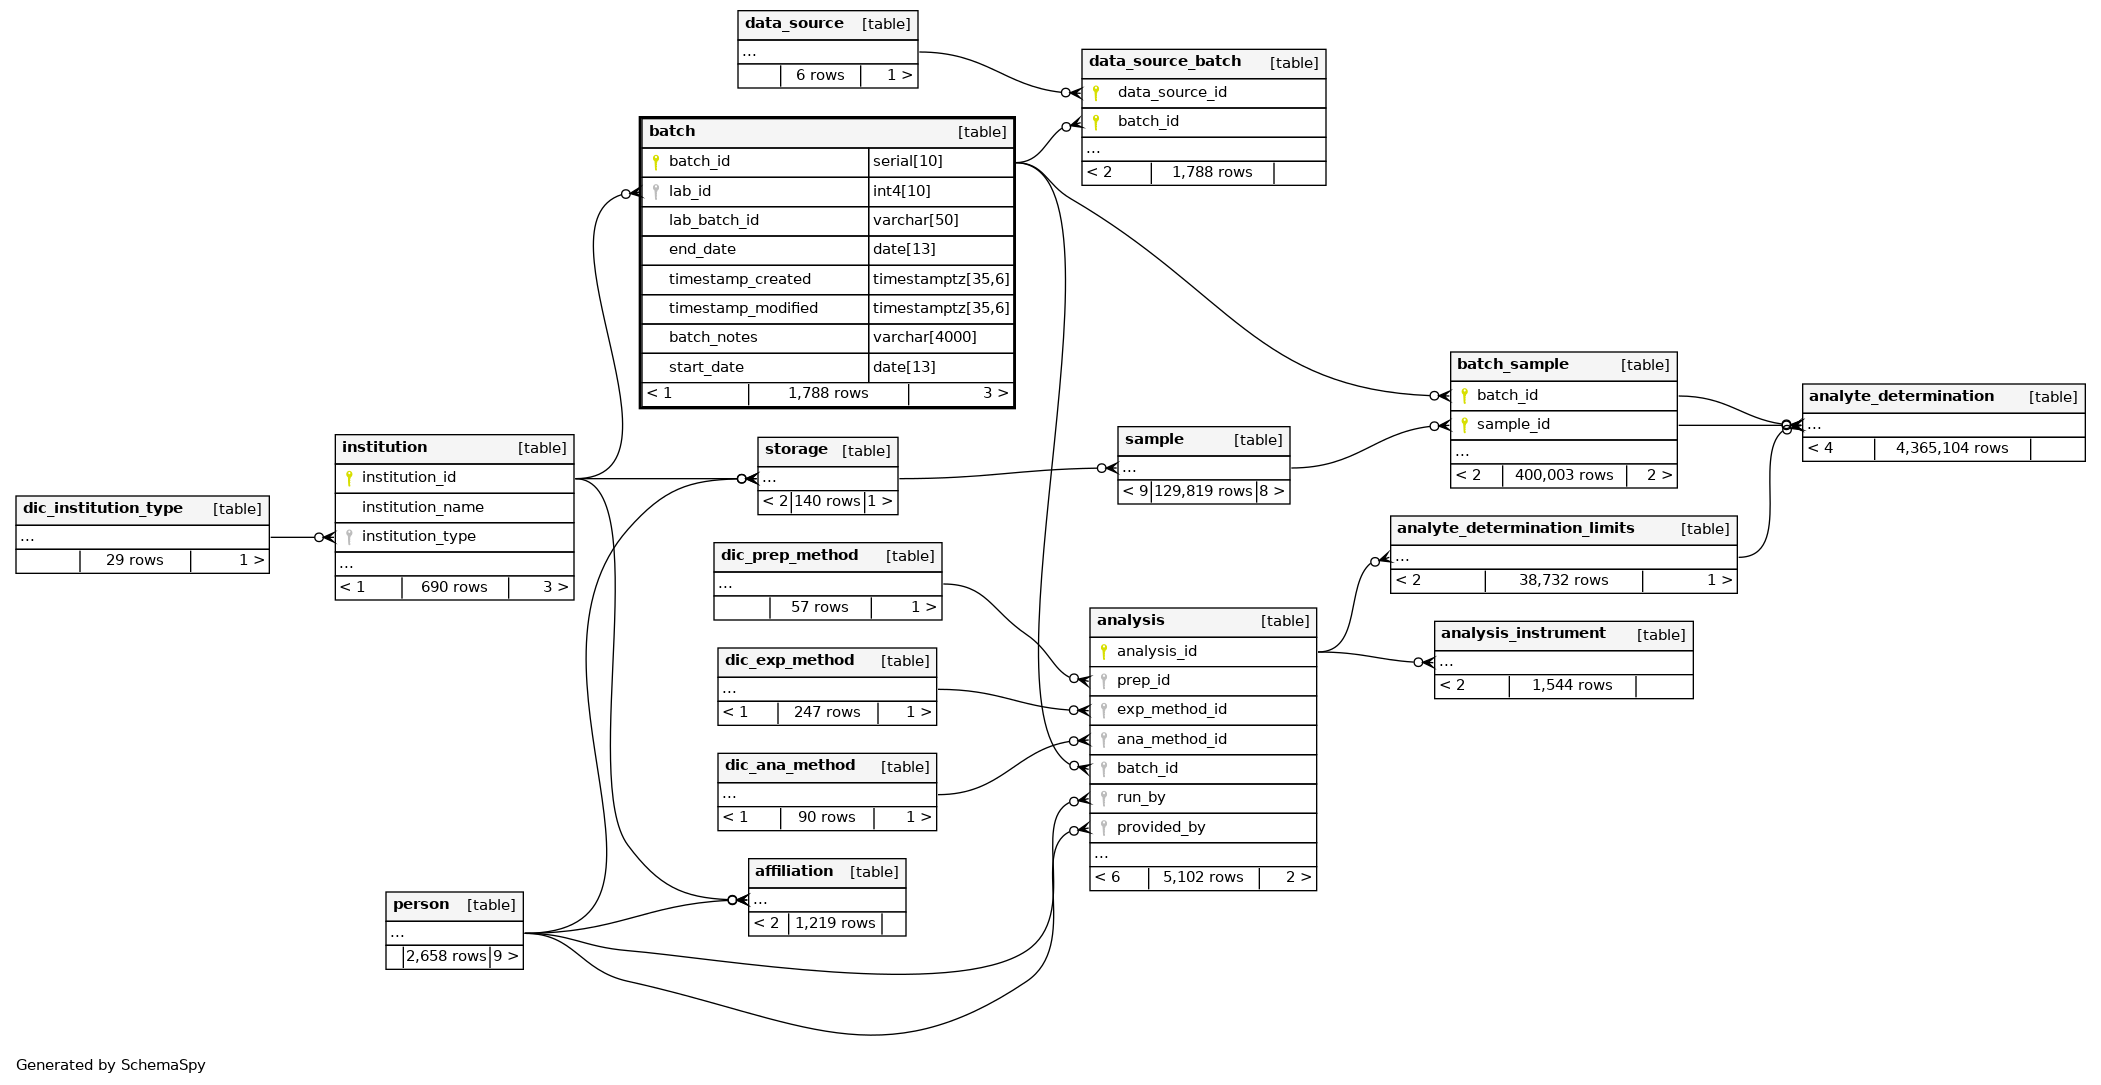 data_source [table]
...
6 rows 1 >
data_source_batch [table]
data_source_id
batch_id
...
< 2 1,788 rows
batch [table]
batch_id serial[10]
lab_id int4[10]
lab_batch_id varchar[50]
end_date date[13]
timestamp_created timestamptz[35,6]
timestamp_modified timestamptz[35,6]
batch_notes varchar[4000]
start_date date[13]
< 1 1,788 rows 3 >
batch_sample [table]
batch_id
sample_id
...
< 2 400,003 rows 2 >
analyte_determination [table]
...
< 4 4,365,104 rows
institution [table]
institution_id
institution_name
institution_type
...
< 1 690 rows 3 >
storage [table]
...
< 2 140 rows 1 >
sample [table]
...
< 9 129,819 rows 8 >
dic_institution_type [table]
...
29 rows 1 >
analyte_determination_limits [table]
...
< 2 38,732 rows 1 >
dic_prep_method [table]
...
57 rows 1 >
analysis [table]
analysis_id
prep_id
exp_method_id
ana_method_id
batch_id
run_by
provided_by
...
< 6 5,102 rows 2 >
analysis_instrument [table]
...
< 2 1,544 rows
dic_exp_method [table]
...
< 1 247 rows 1 >
dic_ana_method [table]
...
< 1 90 rows 1 >
affiliation [table]
...
< 2 1,219 rows
person [table]
...
2,658 rows 9 >
Generated by SchemaSpy